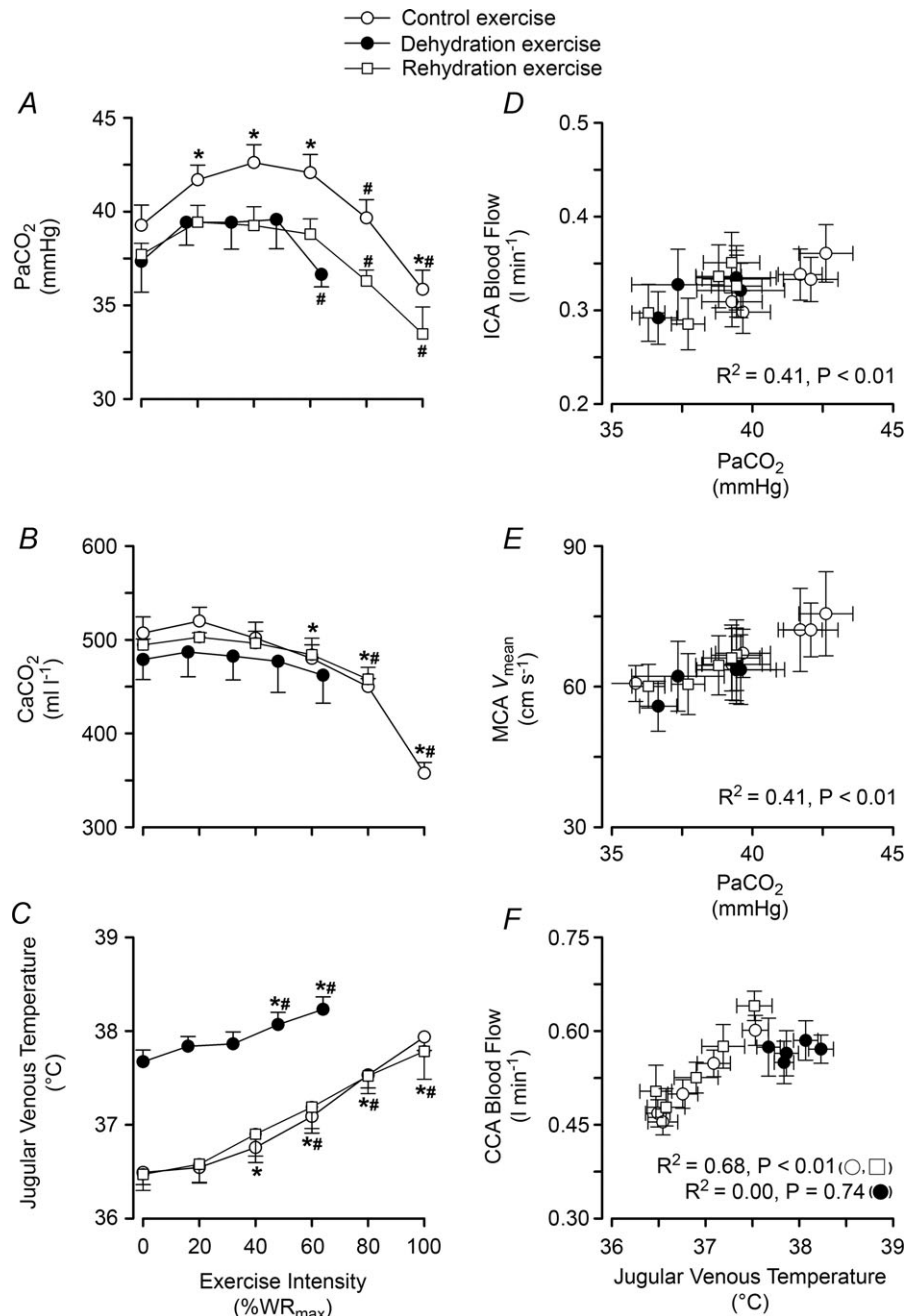 Control exercise
Dehydration exercise
Rehydration exercise
A
45
40
35
30
PaCO2
(mmHg)
*
*
*
#
*#
#
#
#
D
0.5
0.4
0.3
0.2
ICA Blood Flow
(l min-1)
R2 = 0.41, P < 0.01
35
40
45
PaCO2
(mmHg)
B
600
500
400
300
CaCO2
(ml l-1)
*
*#
*#
E
90
60
30
MCA Vmean
(cm s-1)
R2 = 0.41, P < 0.01
35
40
45
PaCO2
(mmHg)
C
39
38
37
36
Jugular Venous Temperature
(°C)
*#
*#
*
*#
*#
*#
0
20
40
60
80
100
Exercise Intensity
(%WRmax)
F
0.75
0.60
0.45
0.30
CCA Blood Flow
(l min-1)
R2 = 0.68, P < 0.01 (○, □)
R2 = 0.00, P = 0.74 (●)
36
37
38
39
Jugular Venous Temperature
(°C)